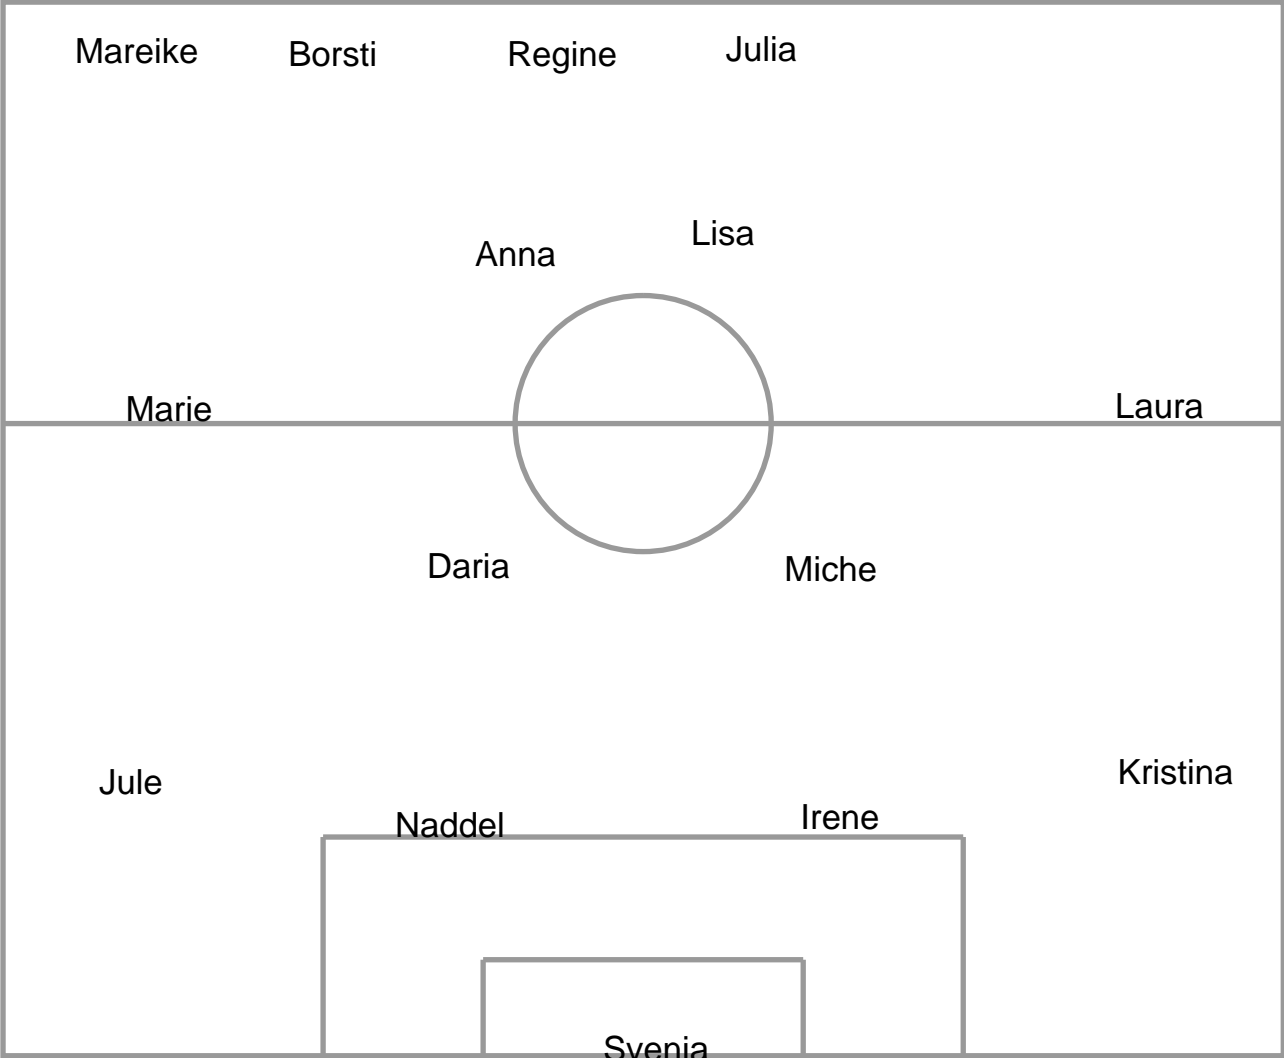 Mareike Borsti Regine Julia
Anna Lisa
Marie Laura
Daria Miche
Jule Kristina
Naddel Irene
Svenja